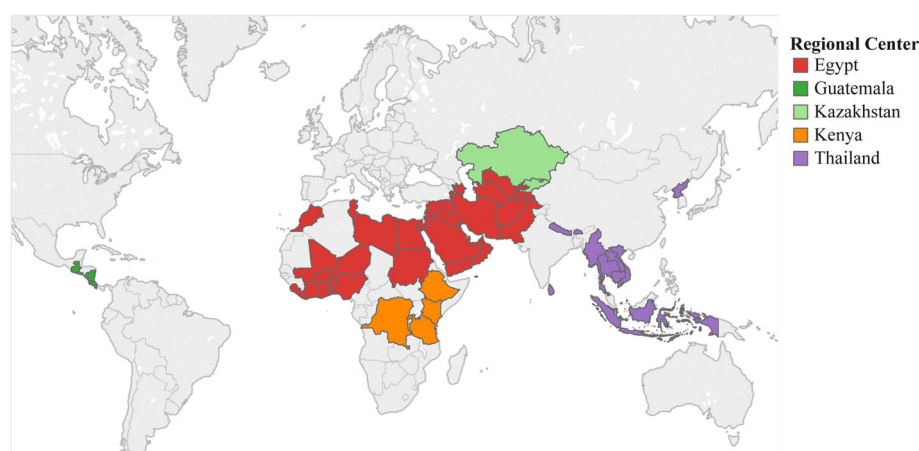 Regional Center
Egypt
Guatemala
Kazakhstan
Kenya
Thailand